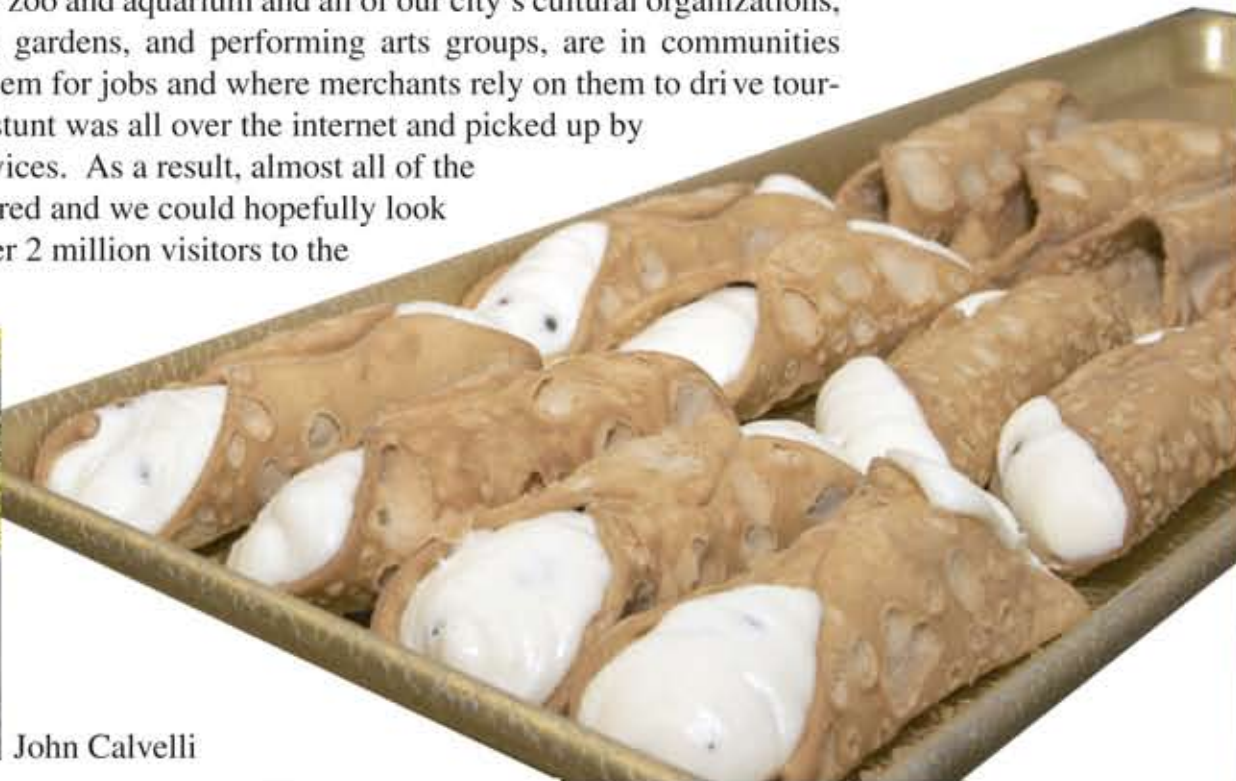 zoo and aquarium and all of our city's cultural organizations,
gardens, and performing arts groups, are in communities
em for jobs and where merchants rely on them to drive tour-
stunt was all over the internet and picked up by
vices. As a result, almost all of the
red and we could hopefully look
er 2 million visitors to the
John Calvelli